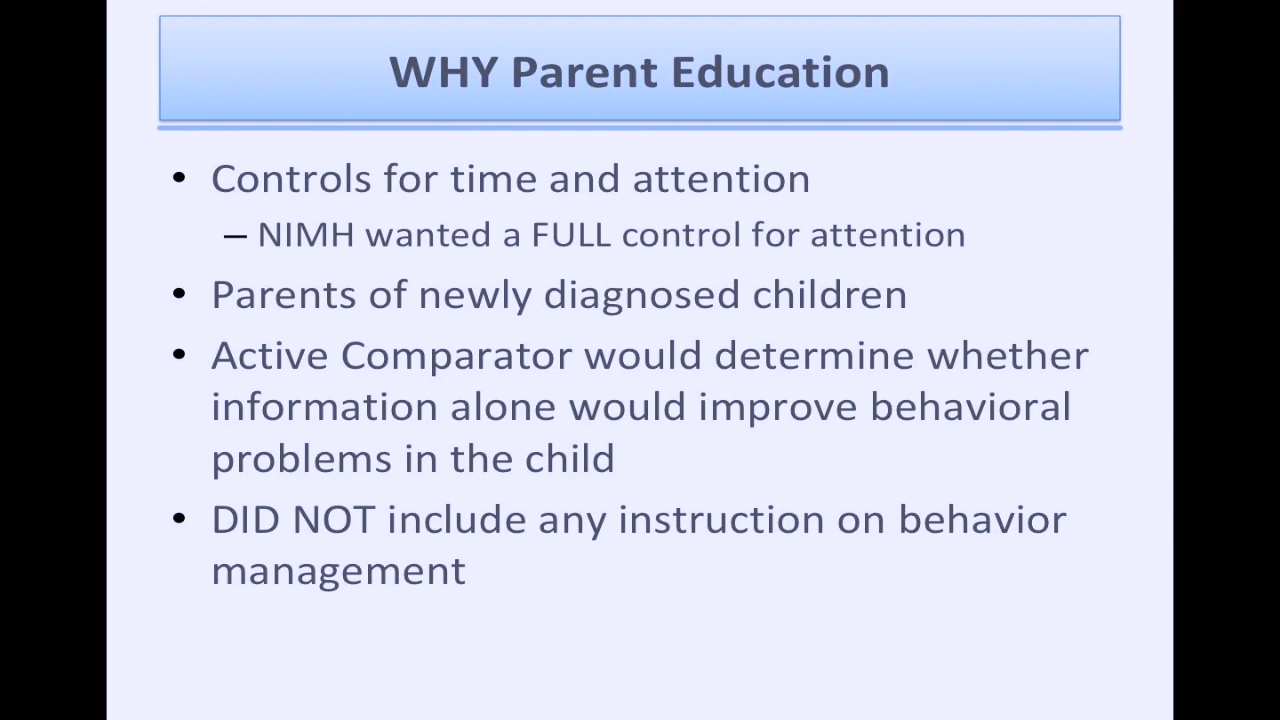 WHY Parent Education
• Controls for time and attention
– NIMH wanted a FULL control for attention
• Parents of newly diagnosed children
• Active Comparator would determine whether
information alone would improve behavioral
problems in the child
• DID NOT include any instruction on behavior
management